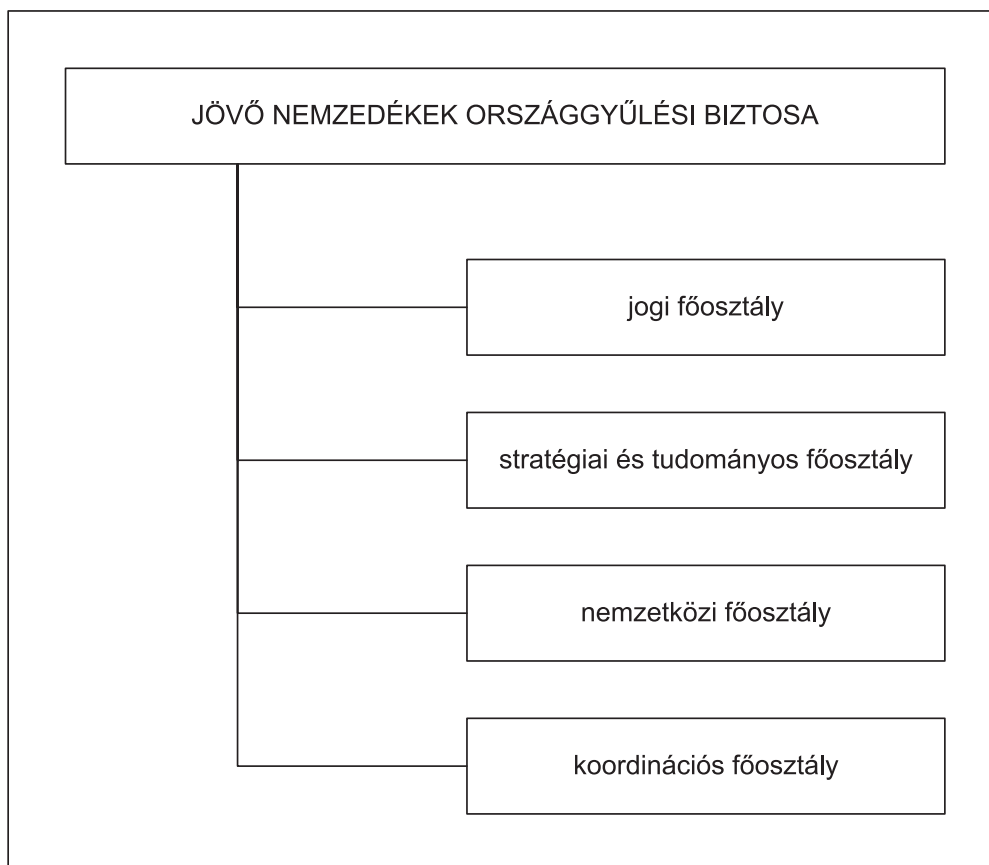 JÖVŐ NEMZEDÉKEK ORSZÁGGYŰLÉSI BIZTOSA
jogi főosztály
stratégiai és tudományos főosztály
nemzetközi főosztály
koordinációs főosztály